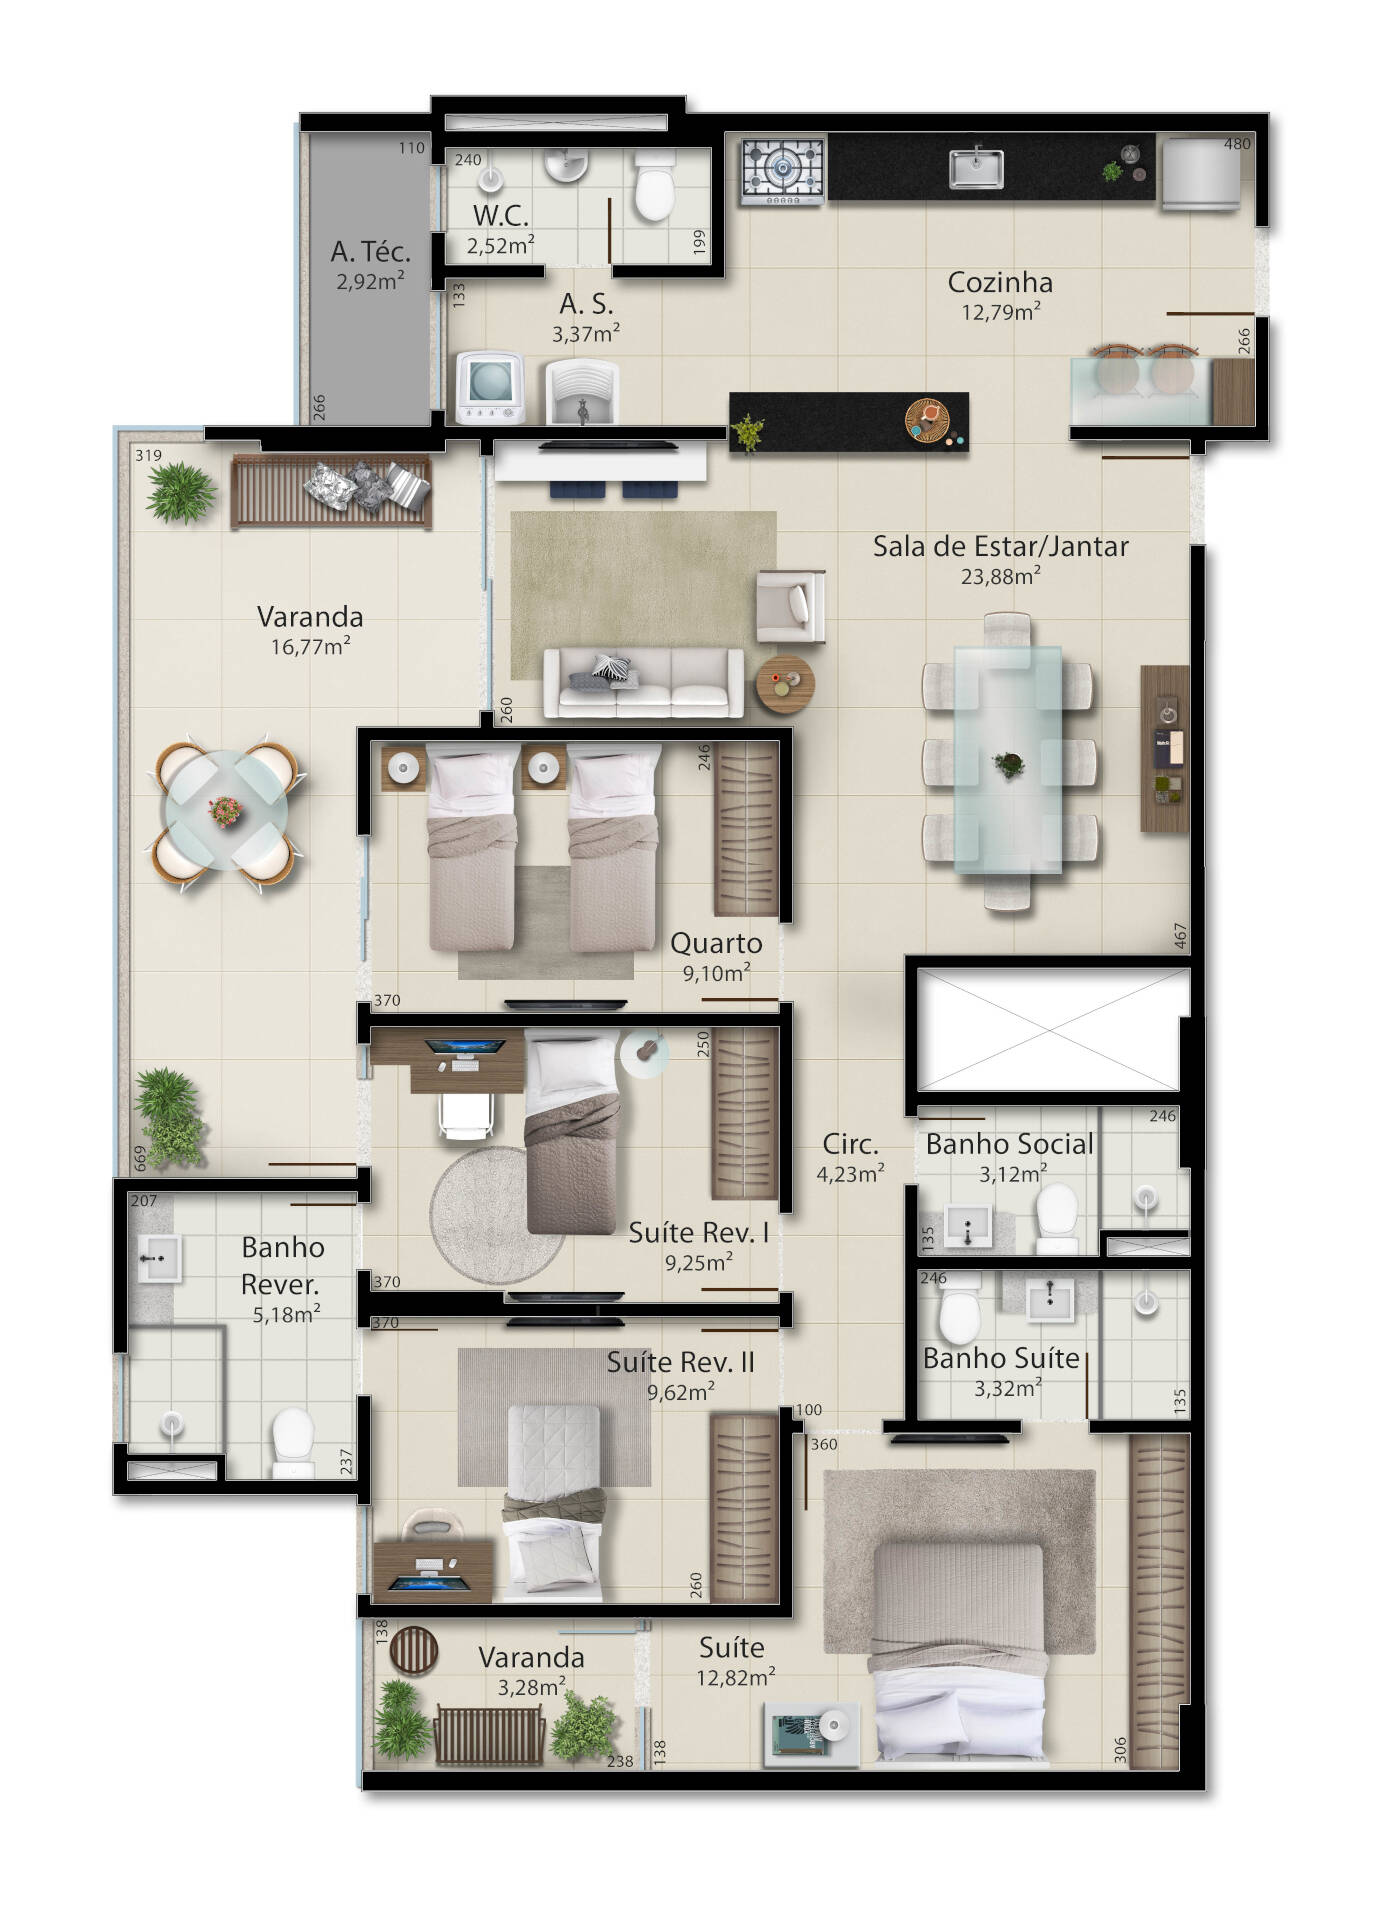 110
240
480
W.C.
2,52m²
199
A. Téc.
2,92m²
Cozinha
12,79m²
133
A. S.
3,37m²
266
266
319
Sala de Estar/Jantar
23,88m²
Varanda
16,77m²
260
246
467
Quarto
9,10m²
370
250
246
Circ.
4,23m²
Banho Social
3,12m²
669
207
135
Suíte Rev. I
9,25m²
Banho
Rever.
5,18m²
370
246
370
Suíte Rev. II
9,62m²
Banho Suíte
3,32m²
135
100
360
237
260
138
Varanda
3,28m²
Suíte
12,82m²
238
138
306